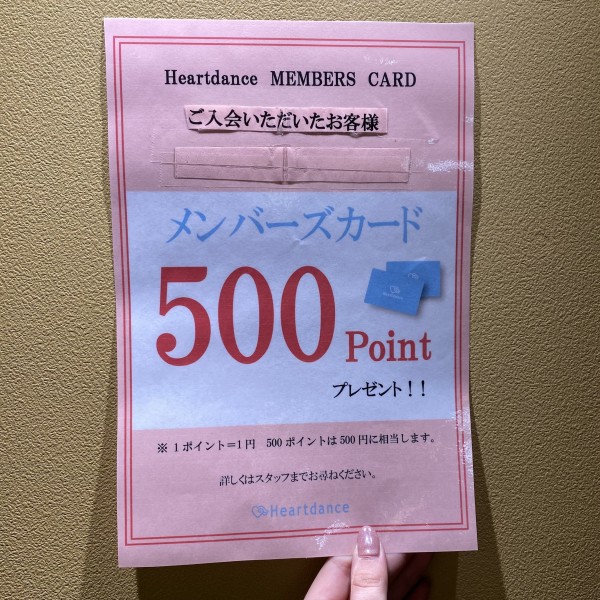 Heartdance MEMBERS CARD
ご入会いただいたお客様
メンバーズカード
500 Point
プレゼント!!
※ 1ポイント＝1円 500ポイントは500円に相当します。
詳しくはスタッフまでお尋ねください。
Heartdance